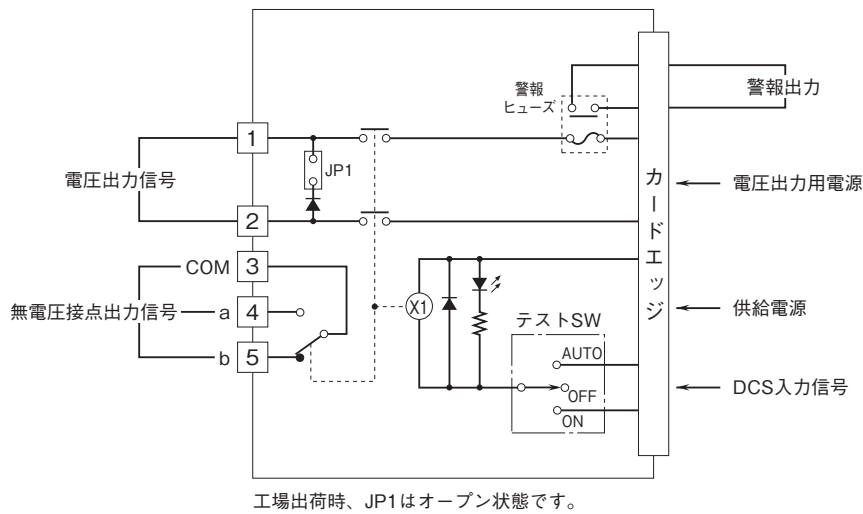 警報
ヒューズ
警報出力
1
JP1
電圧出力信号
カードエッジ
電圧出力用電源
2
COM 3
無電圧接点出力信号 a 4
X1
供給電源
テストSW
b 5
AUTO
OFF
DCS入力信号
ON
工場出荷時、JP1はオープン状態です。